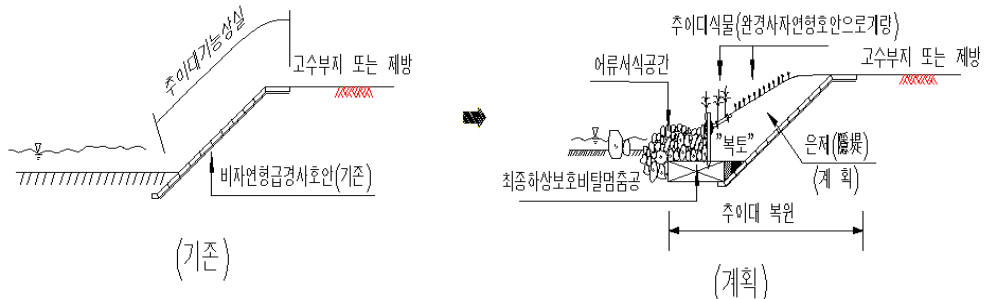 추이대기능상실
고수부지 또는 제방
비자연형급경사호안(기존)
(기존)
추이대식물(완경사자연형호안으로개량)
어류서식공간
고수부지 또는 제방
"복토"
은제(隱堤)
(계 획)
최종하상보호비탈멈춤공
추이대 복원
(계획)